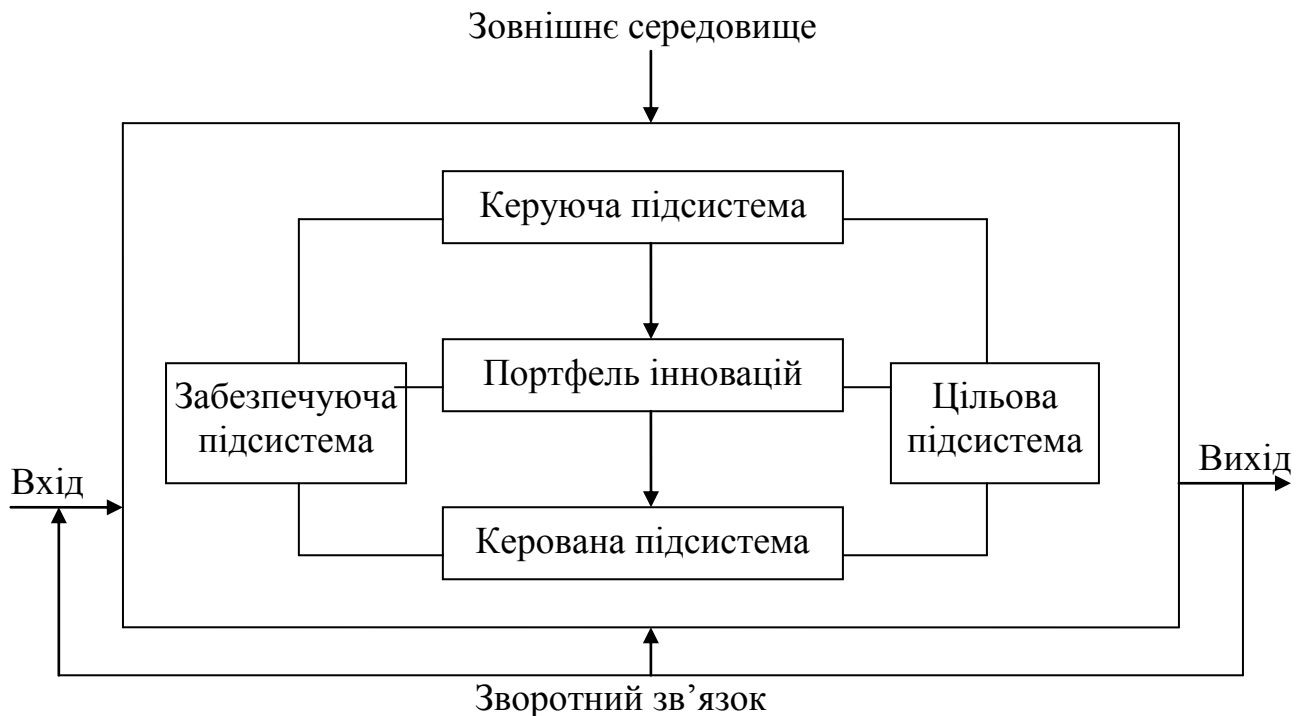 Зовнішнє середовище
Керуюча підсистема
Портфель інновацій
Забезпечуюча
підсистема
Цільова
підсистема
Вхід
Вихід
Керована підсистема
Зворотний зв’язок